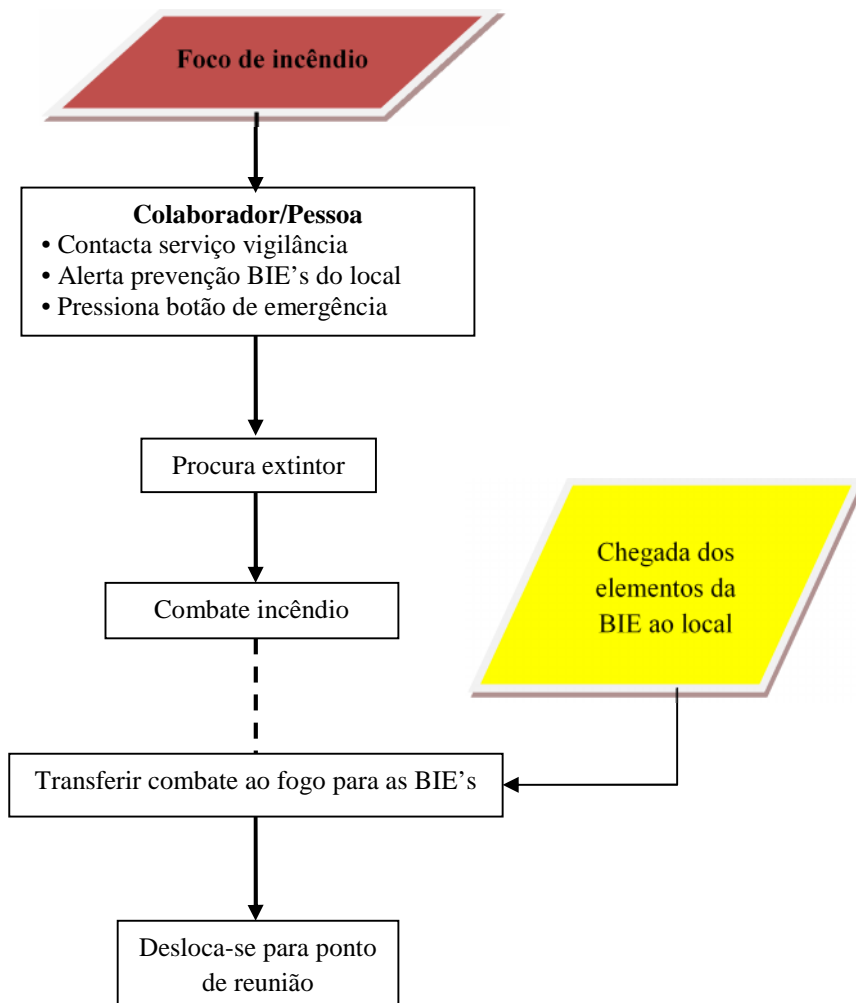 Foco de incêndio
Colaborador/Pessoa
• Contacta serviço vigilância
• Alerta prevenção BIE’s do local
• Pressiona botão de emergência
Procura extintor
Combate incêndio
Chegada dos
elementos da
BIE ao local
Transferir combate ao fogo para as BIE’s
Desloca-se para ponto
de reunião